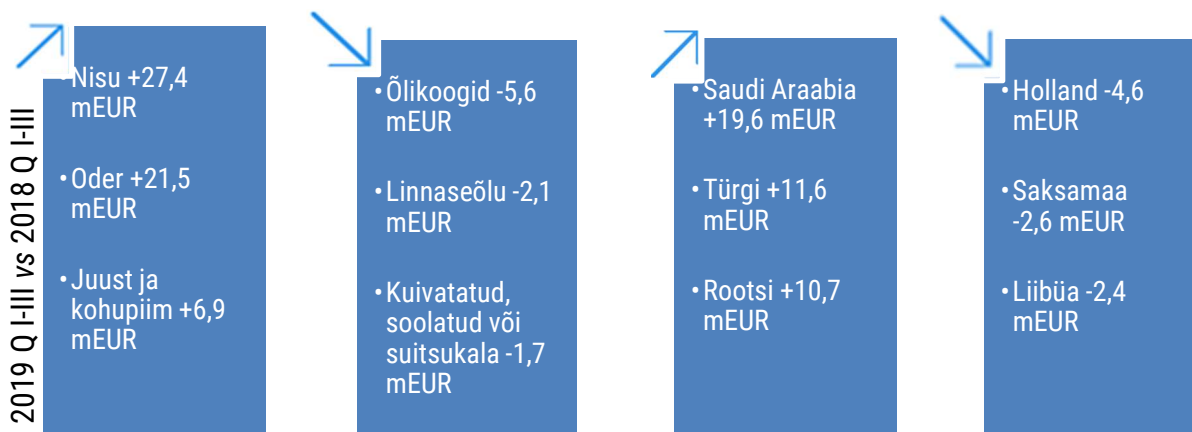 2019 Q I-III vs 2018 Q I-III
•Nisu +27,4
mEUR
•Oder +21,5
mEUR
•Juust ja
kohupiim +6,9
mEUR
•Õlikoogid -5,6
mEUR
•Linnaseõlu -2,1
mEUR
•Kuivatatud,
soolatud või
suitsukala -1,7
mEUR
•Saudi Araabia
+19,6 mEUR
•Türgi +11,6
mEUR
•Rootsi +10,7
mEUR
•Holland -4,6
mEUR
•Saksamaa
-2,6 mEUR
•Liibüa -2,4
mEUR